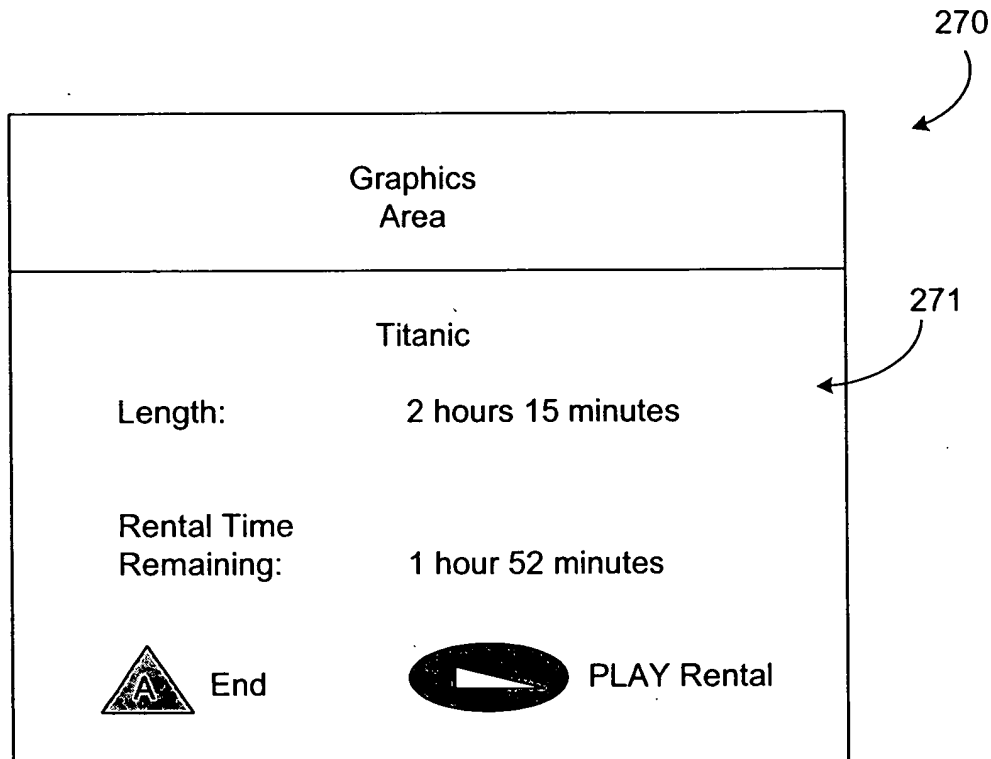 270
Graphics
Area
271
Titanic
Length: 2 hours 15 minutes
Rental Time
Remaining: 1 hour 52 minutes
A End PLAY Rental